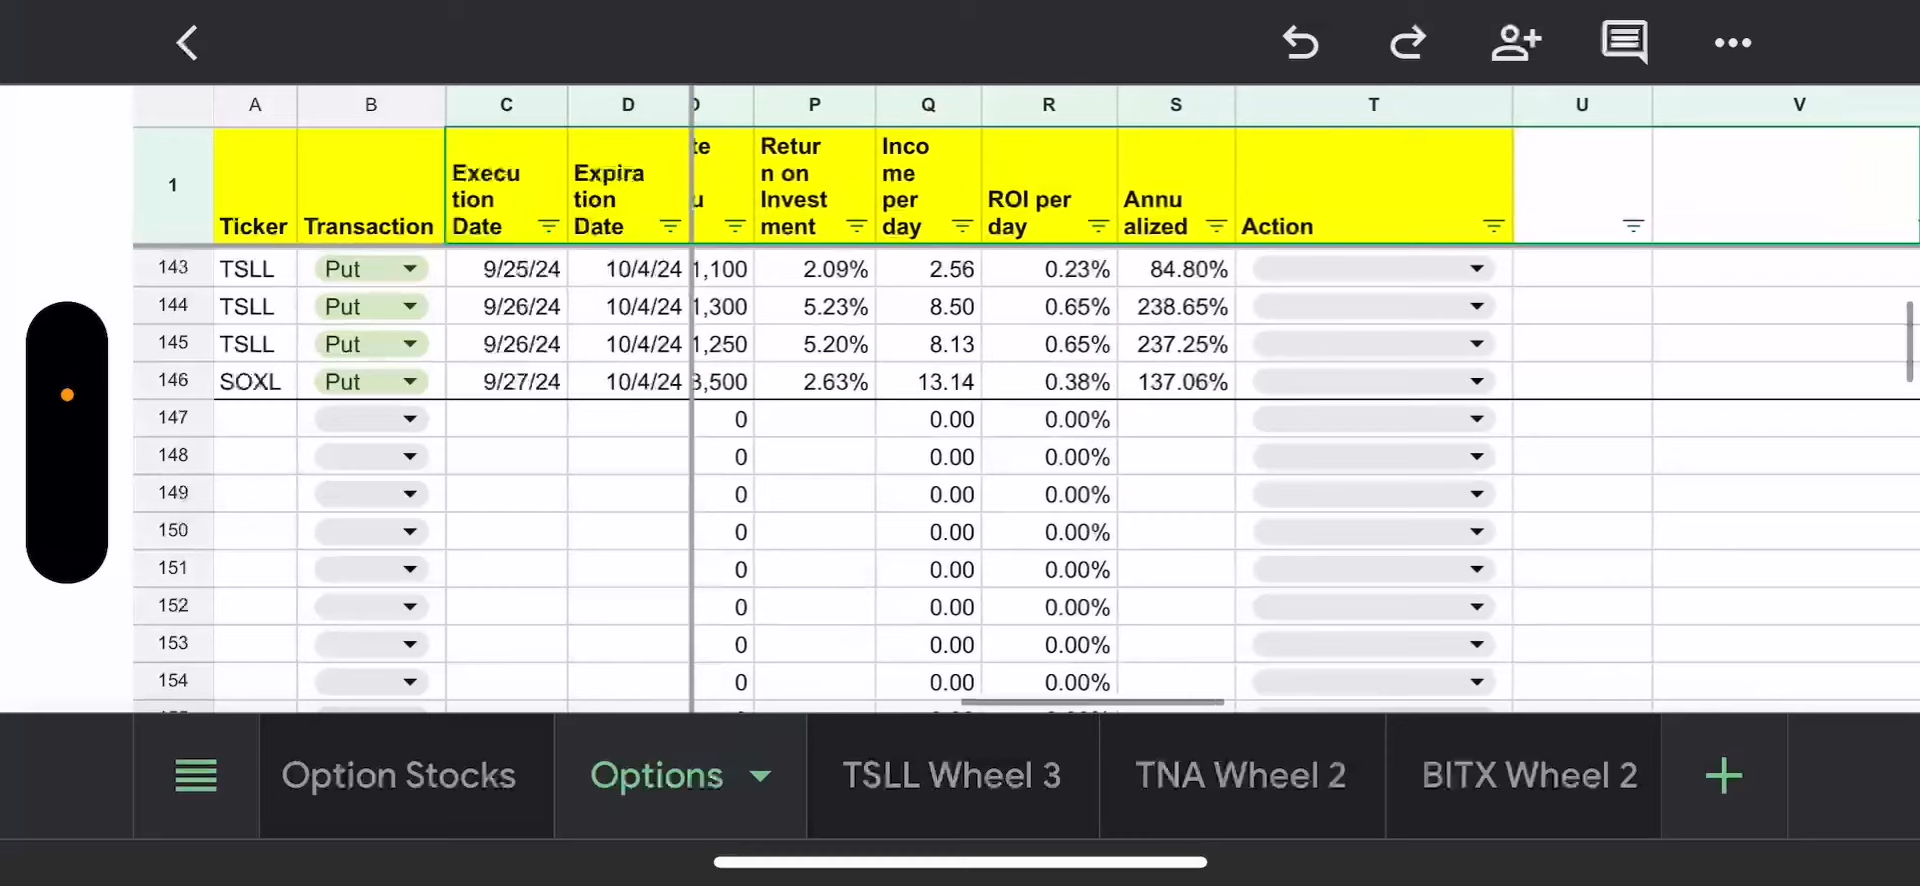 A B C D P Q R S T U V
1 Ticker Transaction Execu tion Date Expira tion Date te u Retur n on Invest ment Inco me per day ROI per day Annu alized Action
143 TSLL Put 9/25/24 10/4/24 1,100 2.09% 2.56 0.23% 84.80%
144 TSLL Put 9/26/24 10/4/24 1,300 5.23% 8.50 0.65% 238.65%
145 TSLL Put 9/26/24 10/4/24 1,250 5.20% 8.13 0.65% 237.25%
146 SOXL Put 9/27/24 10/4/24 3,500 2.63% 13.14 0.38% 137.06%
147 0 0.00 0.00%
148 0 0.00 0.00%
149 0 0.00 0.00%
150 0 0.00 0.00%
151 0 0.00 0.00%
152 0 0.00 0.00%
153 0 0.00 0.00%
154 0 0.00 0.00%
Option Stocks Options TSLL Wheel 3 TNA Wheel 2 BITX Wheel 2